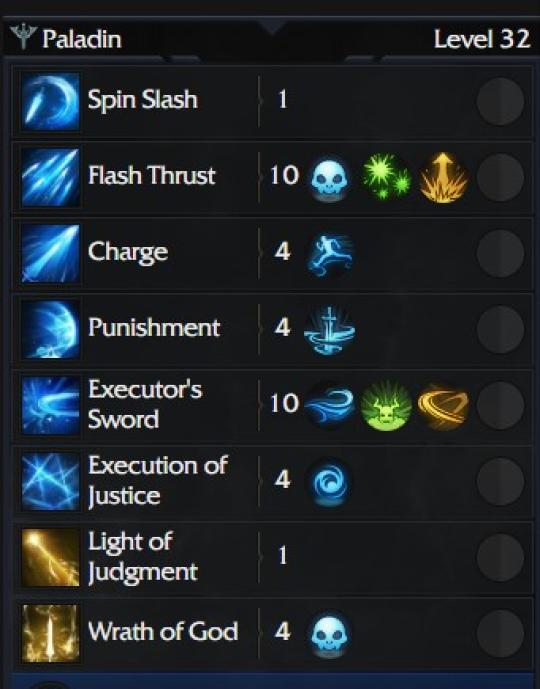 Paladin Level 32
Spin Slash 1
Flash Thrust 10
Charge 4
Punishment 4
Executor's
Sword 10
Execution of
Justice 4
Light of
Judgment 1
Wrath of God 4